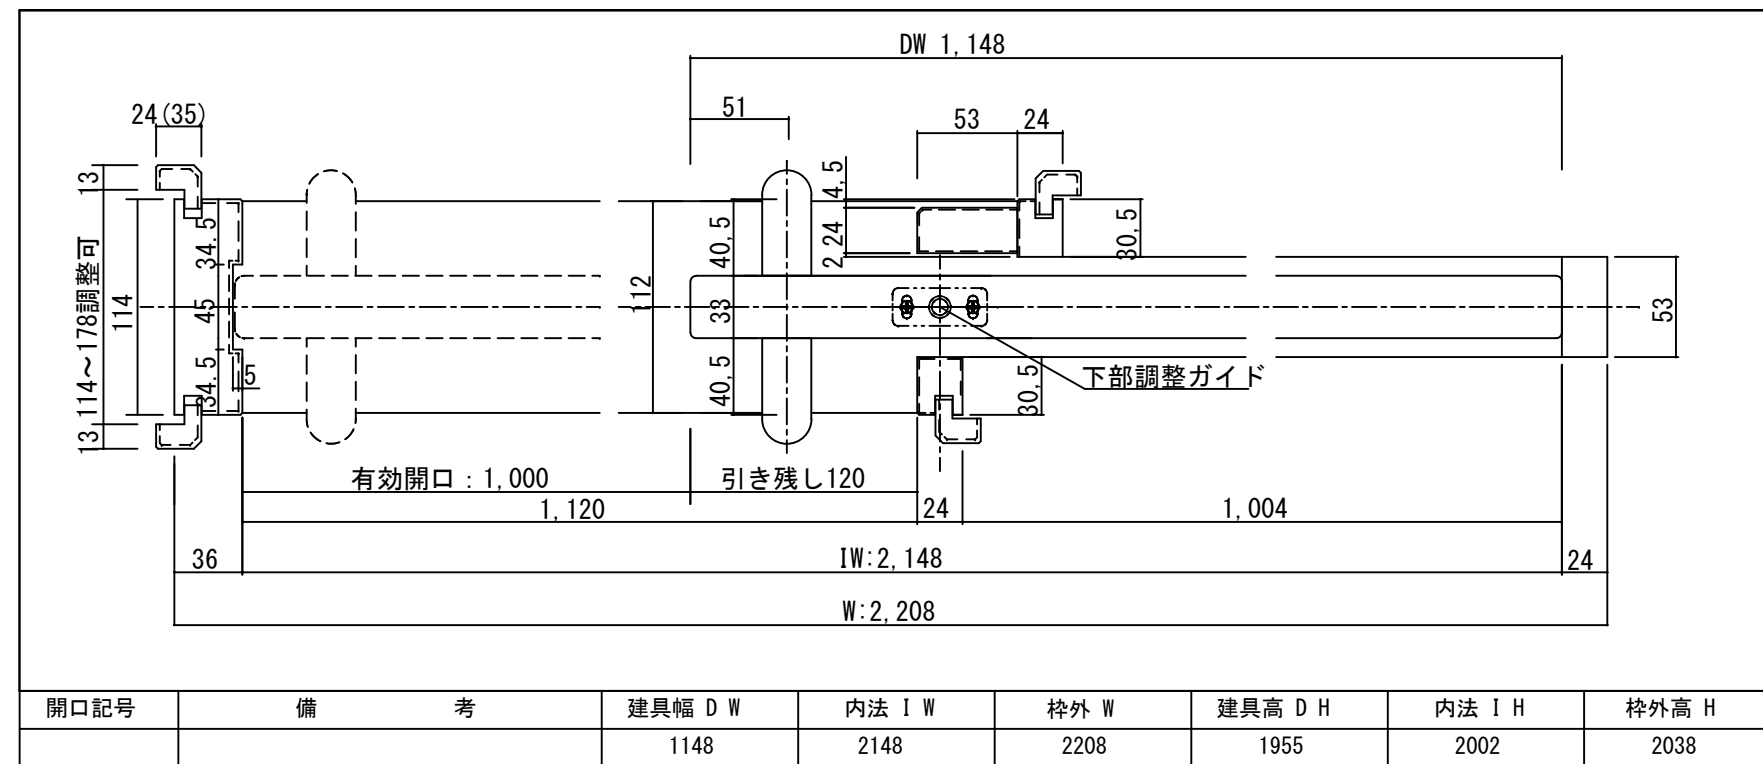 DW 1,148
24(35)
51
53
24
13
114～178調整可
13
114
34.5
45
34.5
5
112
40,5
33
40,5
4,5
24
2
30,5
30,5
53
下部調整ガイド
有効開口：1,000
引き残し120
1,120
24
1,004
36
IW:2,148
24
W:2,208
開口記号 備 考 建具幅 D W 内法 I W 枠外 W 建具高 D H 内法 I H 枠外高 H
1148 2148 2208 1955 2002 2038